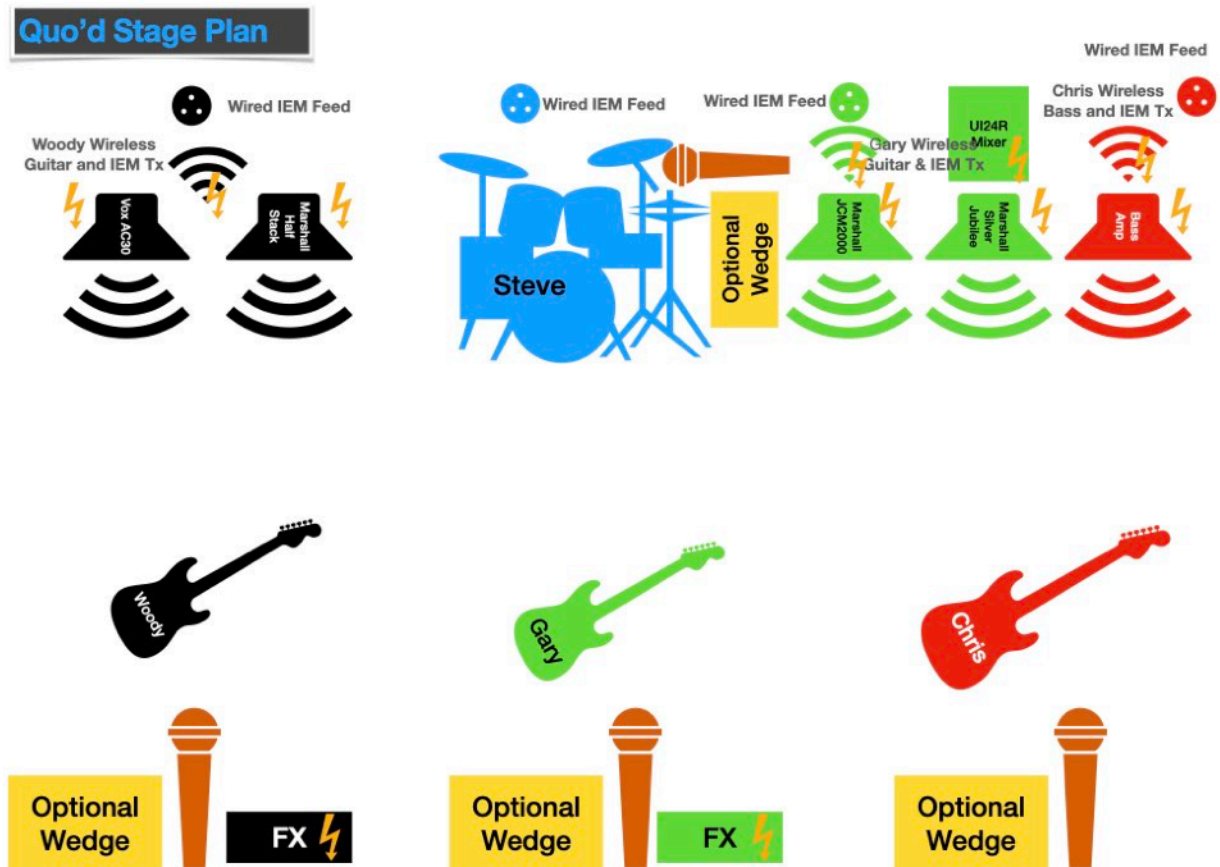 Quo'd Stage Plan
Wired IEM Feed
Woody Wireless
Guitar and IEM Tx
Vox AC30
Marshall
Half
Stack
Wired IEM Feed
Steve
Optional
Wedge
Wired IEM Feed
Gary Wireless
Guitar & IEM Tx
Marshall
JCM2000
UI24R
Mixer
Marshall
Silver
Jubilee
Wired IEM Feed
Chris Wireless
Bass and IEM Tx
Bass
Amp
Woody
Gary
Chris
Optional
Wedge
FX
Optional
Wedge
FX
Optional
Wedge